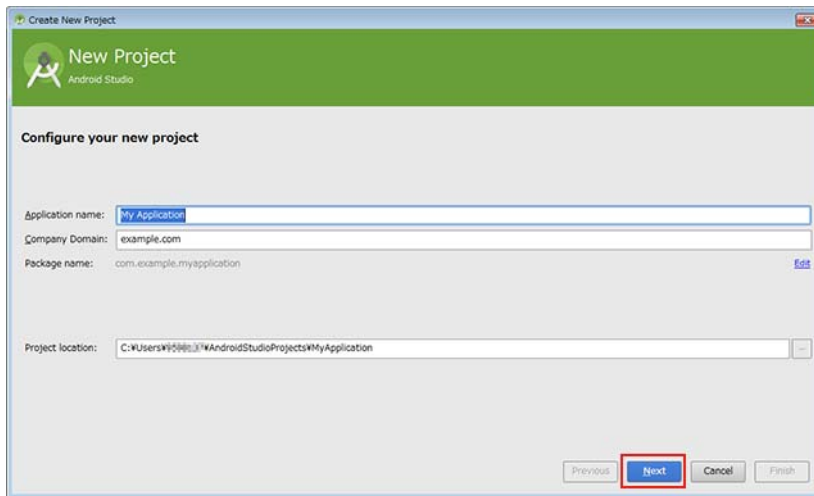 Create New Project
New Project
Android Studio
Configure your new project
Application name: My Application
Company Domain: example.com
Package name: com.example.myapplication Edit
Project location: C:¥Users¥ ¥AndroidStudioProjects¥MyApplication ...
Previous Next Cancel Finish